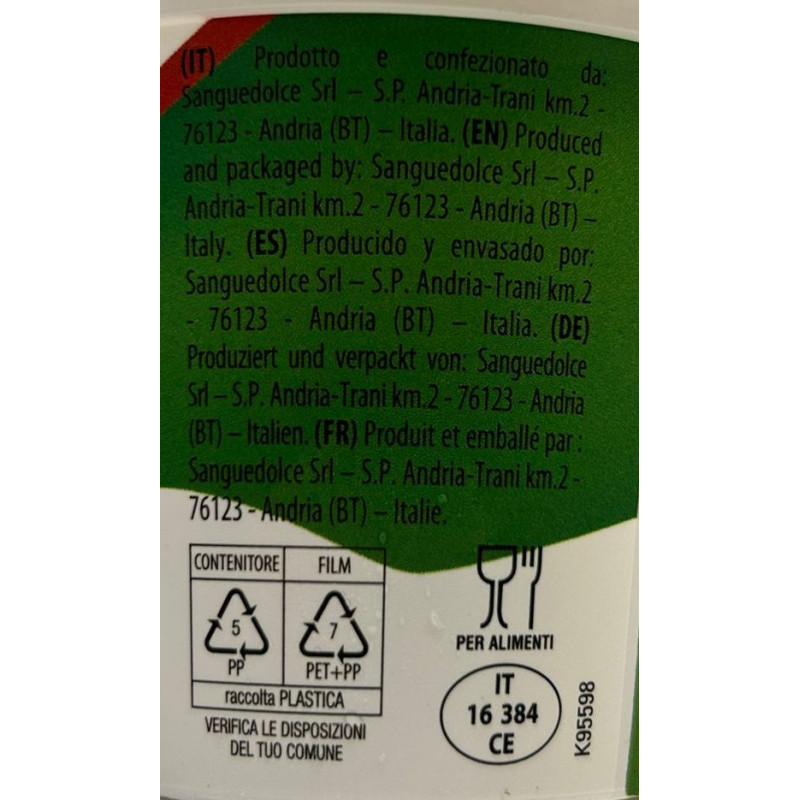 (IT) Prodotto e confezionato da:
Sanguedolce Srl – S.P. Andria-Trani km.2 -
76123 - Andria (BT) – Italia. (EN) Produced
and packaged by: Sanguedolce Srl – S.P.
Andria-Trani km.2 - 76123 - Andria (BT) –
Italy. (ES) Producido y envasado por:
Sanguedolce Srl – S.P. Andria-Trani km.2
- 76123 - Andria (BT) – Italia. (DE)
Produziert und verpackt von: Sanguedolce
Srl – S.P. Andria-Trani km.2 - 76123 - Andria
(BT) – Italien. (FR) Produit et emballé par :
Sanguedolce Srl – S.P. Andria-Trani km.2 -
76123 - Andria (BT) – Italie.
CONTENITORE FILM
5 7
PP PET+PP
raccolta PLASTICA
VERIFICA LE DISPOSIZIONI
DEL TUO COMUNE
PER ALIMENTI
IT
16 384
CE
K95598